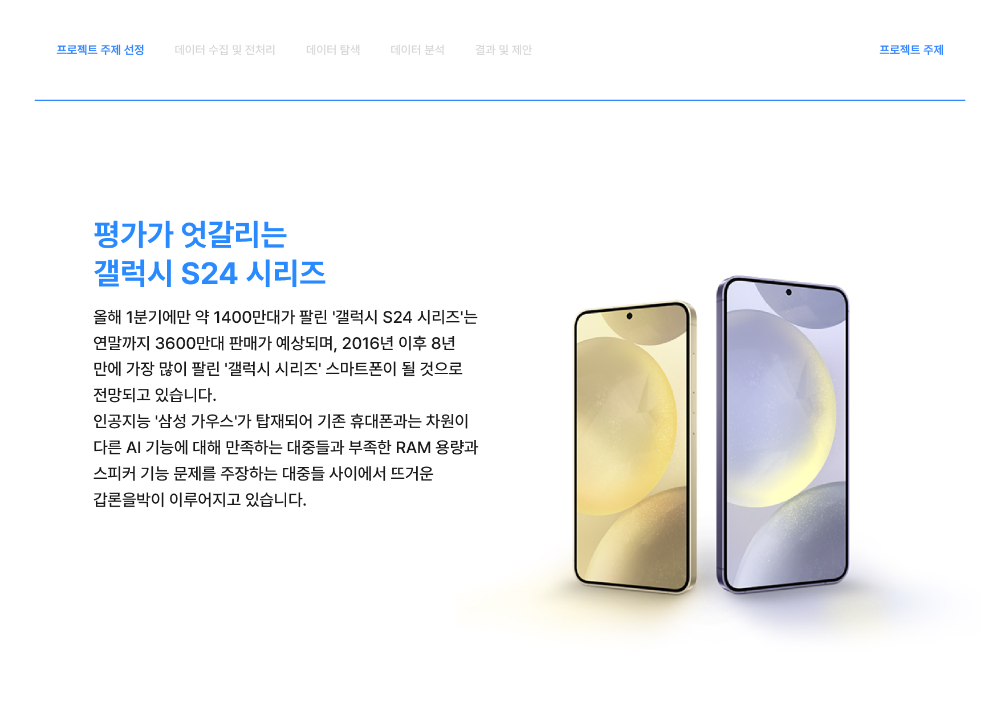 프로젝트 주제 선정 데이터 수집 및 전처리 데이터 탐색 데이터 분석 결과 및 제안 프로젝트 주제
평가가 엇갈리는
갤럭시 S24 시리즈
올해 1분기에만 약 1400만대가 팔린 '갤럭시 S24 시리즈'는
연말까지 3600만대 판매가 예상되며, 2016년 이후 8년
만에 가장 많이 팔린 '갤럭시 시리즈' 스마트폰이 될 것으로
전망되고 있습니다.
인공지능 '삼성 가우스'가 탑재되어 기존 휴대폰과는 차원이
다른 AI 기능에 대해 만족하는 대중들과 부족한 RAM 용량과
스피커 기능 문제를 주장하는 대중들 사이에서 뜨거운
갑론을박이 이루어지고 있습니다.